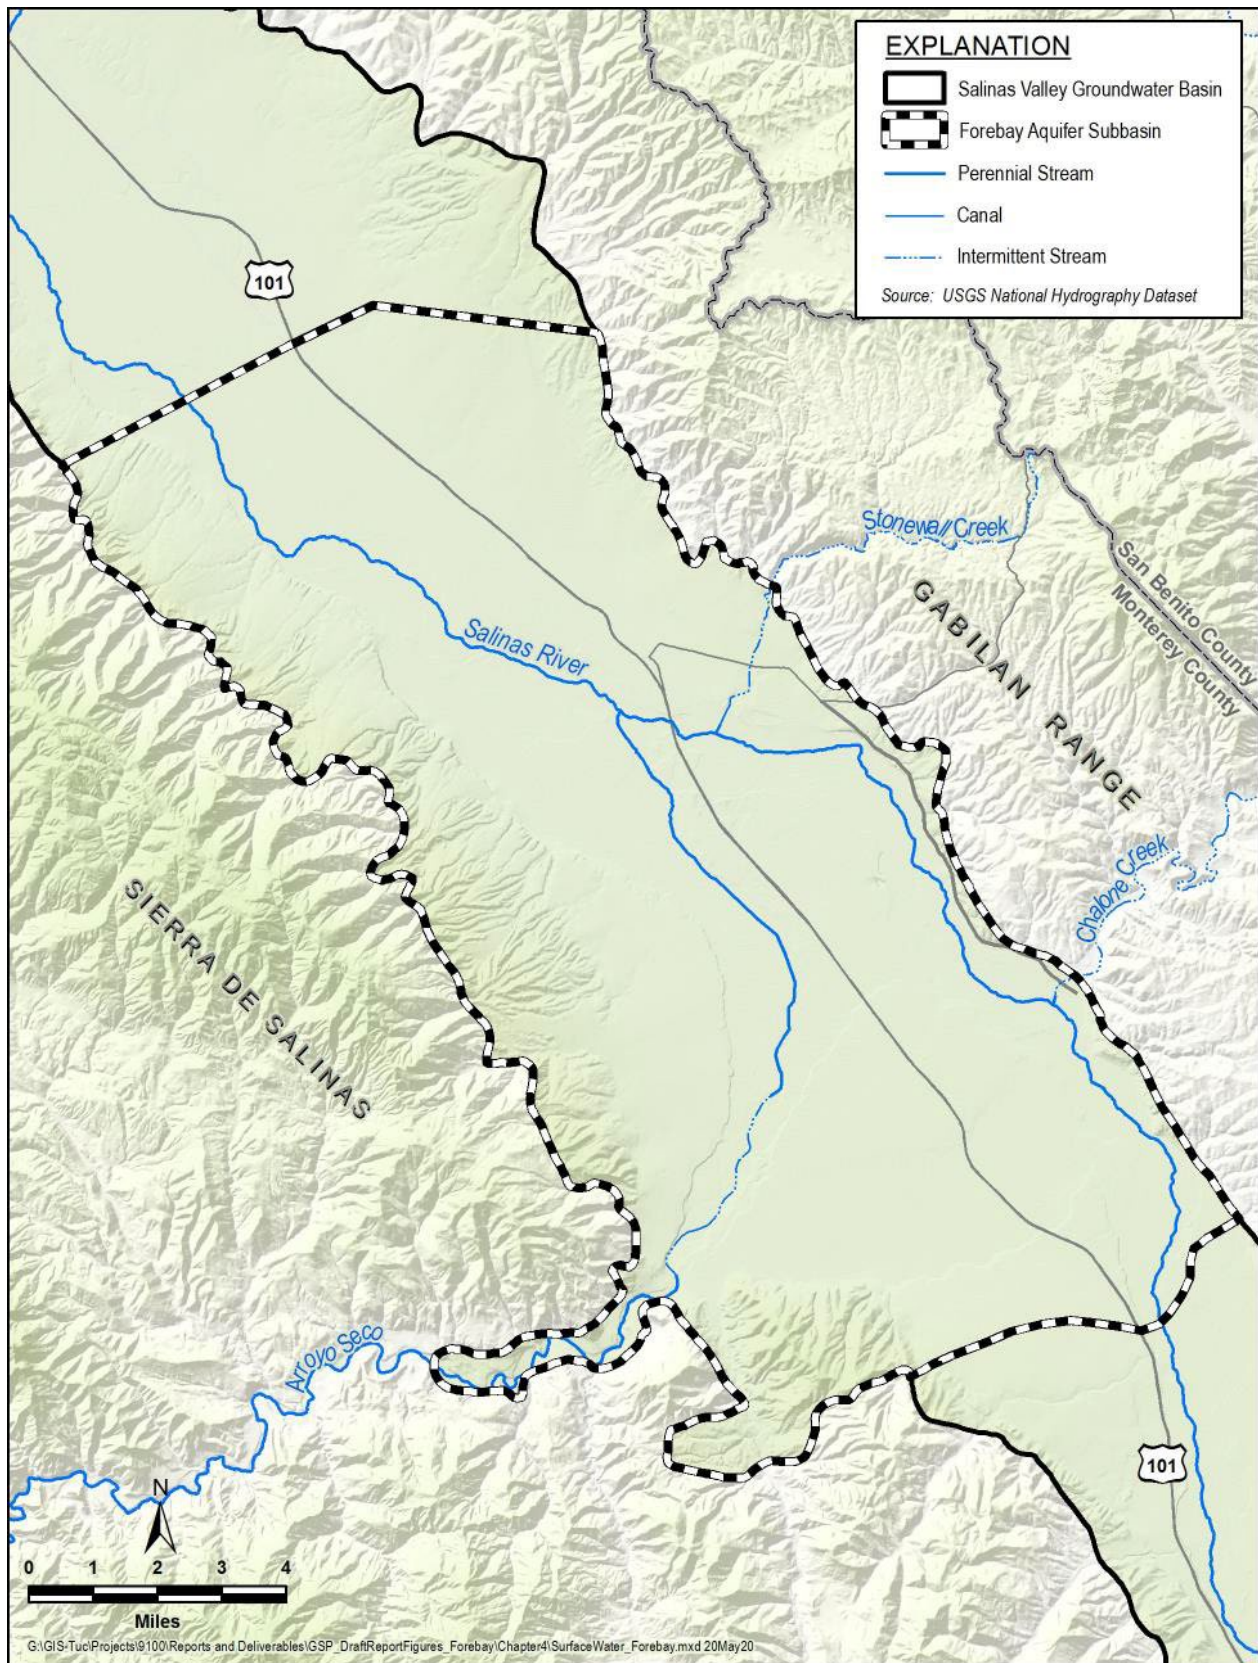 EXPLANATION
Salinas Valley Groundwater Basin
Forebay Aquifer Subbasin
Perennial Stream
Canal
Intermittent Stream
Source: USGS National Hydrography Dataset
101
Stonewall Creek
San Benito County
Monterey County
GABILAN RANGE
Salinas River
Chalone Creek
SIERRA DE SALINAS
Arroyo Seco
101
N
0 1 2 3 4
Miles
G:\GIS-Tuc\Projects\9100\Reports and Deliverables\GSP_DraftReportFigures_Forebay\Chapter4\SurfaceWater_Forebay.mxd 20May20